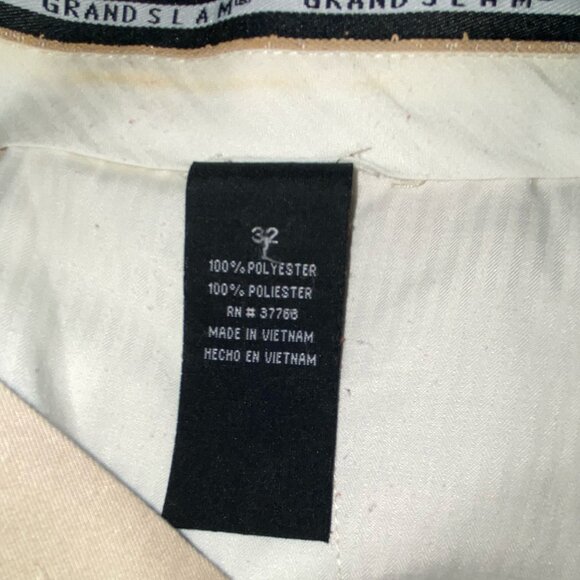 GRAND SLAM GRAND SLAM
32
100% POLYESTER
100% POLIESTER
RN # 37766
MADE IN VIETNAM
HECHO EN VIETNAM